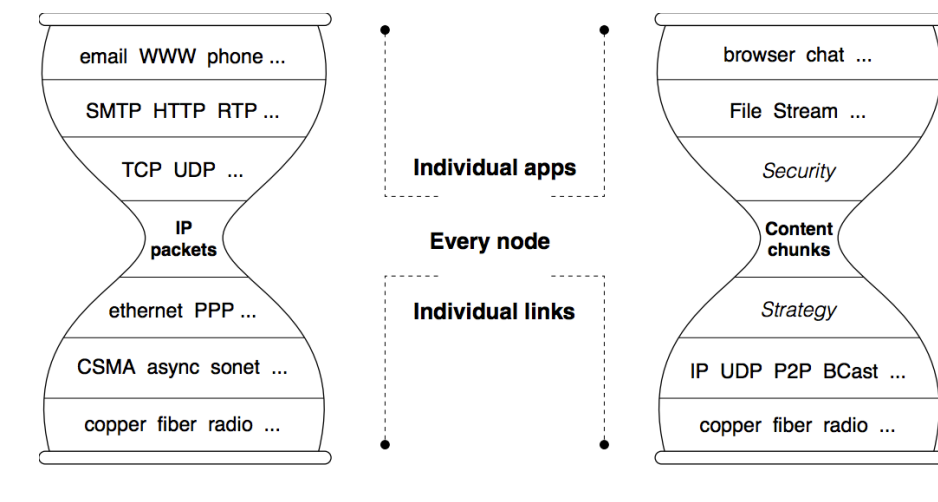 email WWW phone ...
SMTP HTTP RTP ...
TCP UDP ...
IP
packets
ethernet PPP ...
CSMA async sonet ...
copper fiber radio ...
Individual apps
Every node
Individual links
browser chat ...
File Stream ...
Security
Content
chunks
Strategy
IP UDP P2P BCast ...
copper fiber radio ...